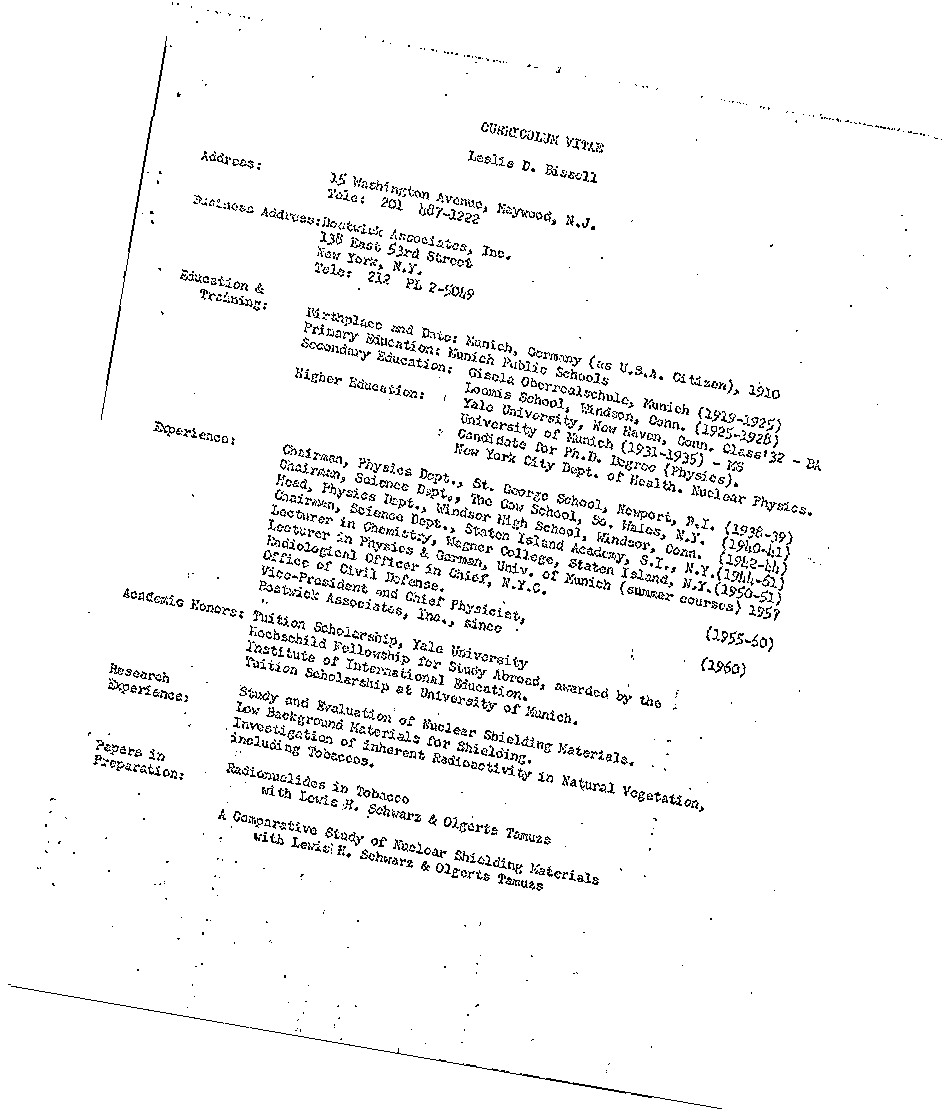 CURRICULUM VITAE
Leslie D. Bissell
Address:
15 Washington Avenue, Maywood, N.J.
Tele: 201 487-1222
Business Address: Bostwick Associates, Inc.
138 East 53rd Street
New York, N.Y.
Tele: 212 PL 2-5049
Education &
Training:
Birthplace and Date: Munich, Germany (as U.S.A. Citizen), 1910
Primary Education: Munich Public Schools
Secondary Education: Gisela Oberrealschule, Munich (1919-1925)
Loomis School, Windson, Conn. (1925-1928)
Higher Education: Yale University, New Haven, Conn. Class '32 - BA
University of Munich (1931-1935) - MS
Candidate for Ph.D. Degree (Physics).
New York City Dept. of Health. Nuclear Physics.
Experience:
Chairman, Physics Dept., St. George School, Newport, R.I. (1938-39)
Chairman, Science Dept., The Gow School, So. Wales, N.Y. (1940-41)
Head, Physics Dept., Windsor High School, Windsor, Conn. (1942-44)
Chairman, Science Dept., Staten Island Academy, S.I., N.Y. (1944-61)
Lecturer in Chemistry, Wagner College, Staten Island, N.Y. (1950-51)
Lecturer in Physics & German, Univ. of Munich (summer courses) 1957
Radiological Officer in Chief, N.Y.C.
Office of Civil Defense. (1955-60)
Vice-President and Chief Physicist,
Bostwick Associates, Inc., since (1960)
Academic Honors: Tuition Scholarship, Yale University
Hochschild Fellowship for Study Abroad, awarded by the
Institute of International Education.
Tuition Scholarship at University of Munich.
Research
Experience:
Study and Evaluation of Nuclear Shielding Materials.
Low Background Materials for Shielding.
Investigation of Inherent Radioactivity in Natural Vegetation,
including Tobaccos.
Papers in
Preparation:
Radionuclides in Tobacco
with Lewis H. Schwarz & Olgerts Tamuzs
A Comparative Study of Nuclear Shielding Materials
with Lewis H. Schwarz & Olgerts Tamuzs